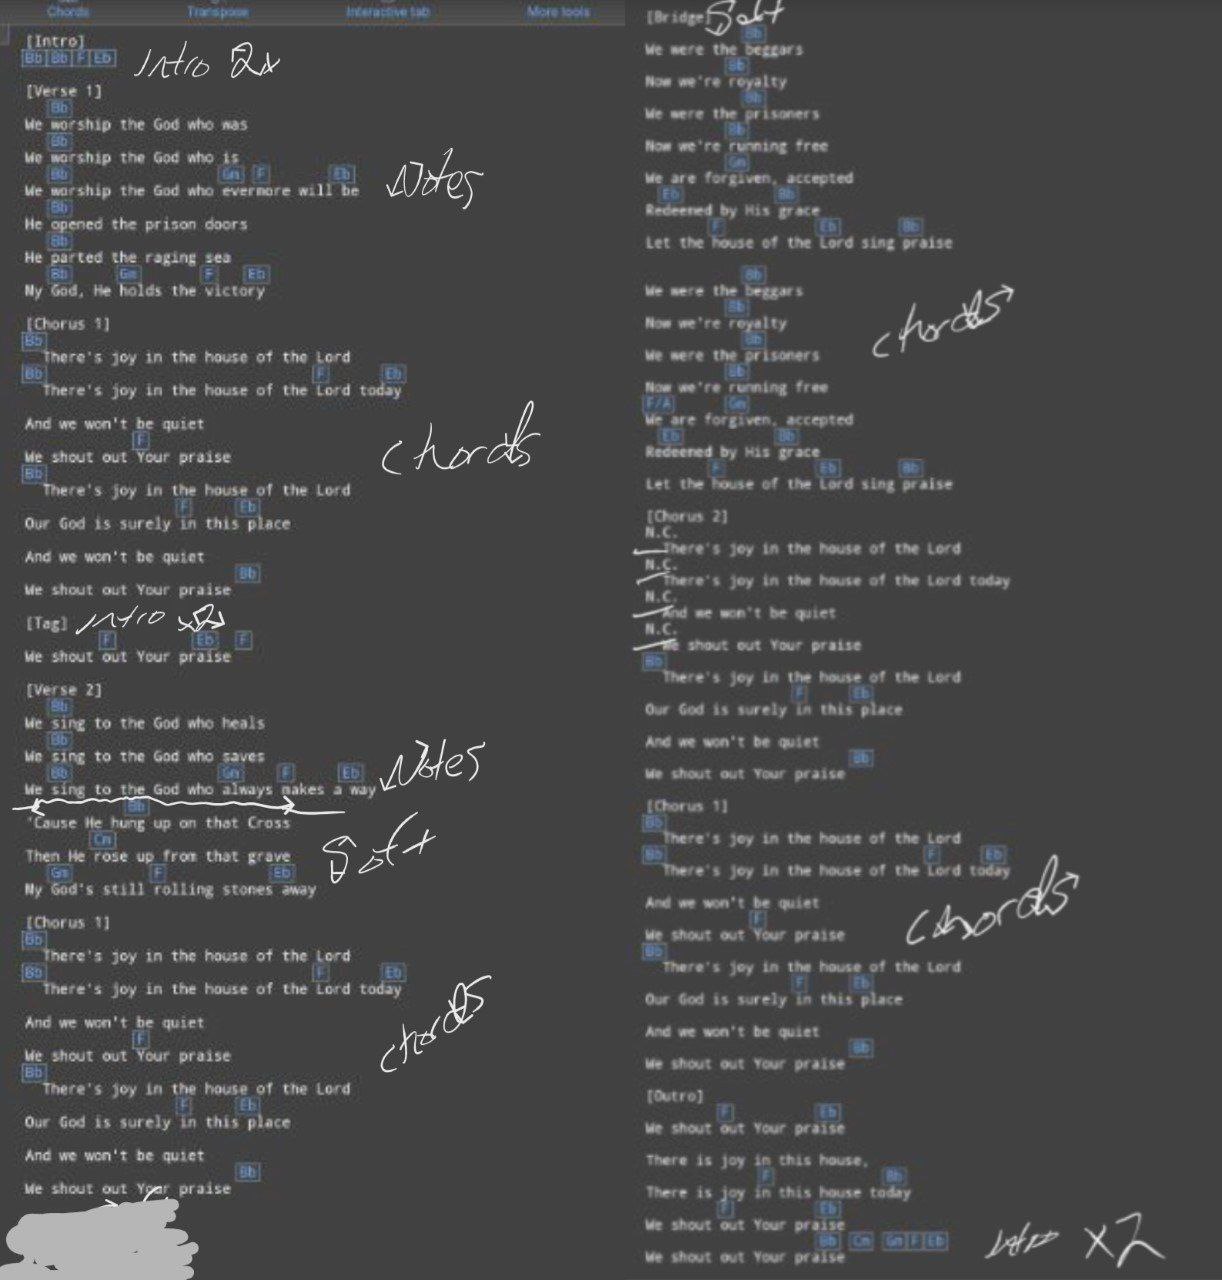 Chords Transpose Interactive tab More tools
[Intro]
Bb Bb F Eb Intro 2x
[Verse 1]
Bb
We worship the God who was
Bb
We worship the God who is
Bb Gm F Eb
We worship the God who evermore will be Notes
Bb
He opened the prison doors
Bb
He parted the raging sea
Bb Gm F Eb
My God, He holds the victory
[Chorus 1]
Bb
There's joy in the house of the Lord
Bb F Eb
There's joy in the house of the Lord today
And we won't be quiet
F
We shout out Your praise chords
Bb
There's joy in the house of the Lord
F Eb
Our God is surely in this place
And we won't be quiet
Bb
We shout out Your praise
[Tag] Intro x2
F Eb F
We shout out Your praise
[Verse 2]
Bb
We sing to the God who heals
Bb
We sing to the God who saves
Bb Gm F Eb
We sing to the God who always makes a way Notes
Bb
'Cause He hung up on that Cross
Cm
Then He rose up from that grave Soft
Gm F Eb
My God's still rolling stones away
[Chorus 1]
Bb
There's joy in the house of the Lord
Bb F Eb
There's joy in the house of the Lord today
And we won't be quiet chords
F
We shout out Your praise
Bb
There's joy in the house of the Lord
F Eb
Our God is surely in this place
And we won't be quiet
Bb
We shout out Your praise
[Bridge] Soft
Bb
We were the beggars
Bb
Now we're royalty
Bb
We were the prisoners
Bb
Now we're running free
Gm
We are forgiven, accepted
Eb Bb
Redeemed by His grace
F Eb Bb
Let the house of the Lord sing praise
Bb
We were the beggars
Bb
Now we're royalty chords
Bb
We were the prisoners
Bb
Now we're running free
F/A Gm
We are forgiven, accepted
Eb Bb
Redeemed by His grace
F Eb Bb
Let the house of the Lord sing praise
[Chorus 2]
N.C.
There's joy in the house of the Lord
N.C.
There's joy in the house of the Lord today
N.C.
And we won't be quiet
N.C.
We shout out Your praise
Bb
There's joy in the house of the Lord
F Eb
Our God is surely in this place
And we won't be quiet
Bb
We shout out Your praise
[Chorus 1]
Bb
There's joy in the house of the Lord
Bb F Eb
There's joy in the house of the Lord today
And we won't be quiet chords
F
We shout out Your praise
Bb
There's joy in the house of the Lord
F Eb
Our God is surely in this place
And we won't be quiet
Bb
We shout out Your praise
[Outro]
F Eb
We shout out Your praise
There is joy in this house,
F Bb
There is joy in this house today
F Eb
We shout out Your praise
Bb Cm Gm F Eb Intro x2
We shout out Your praise